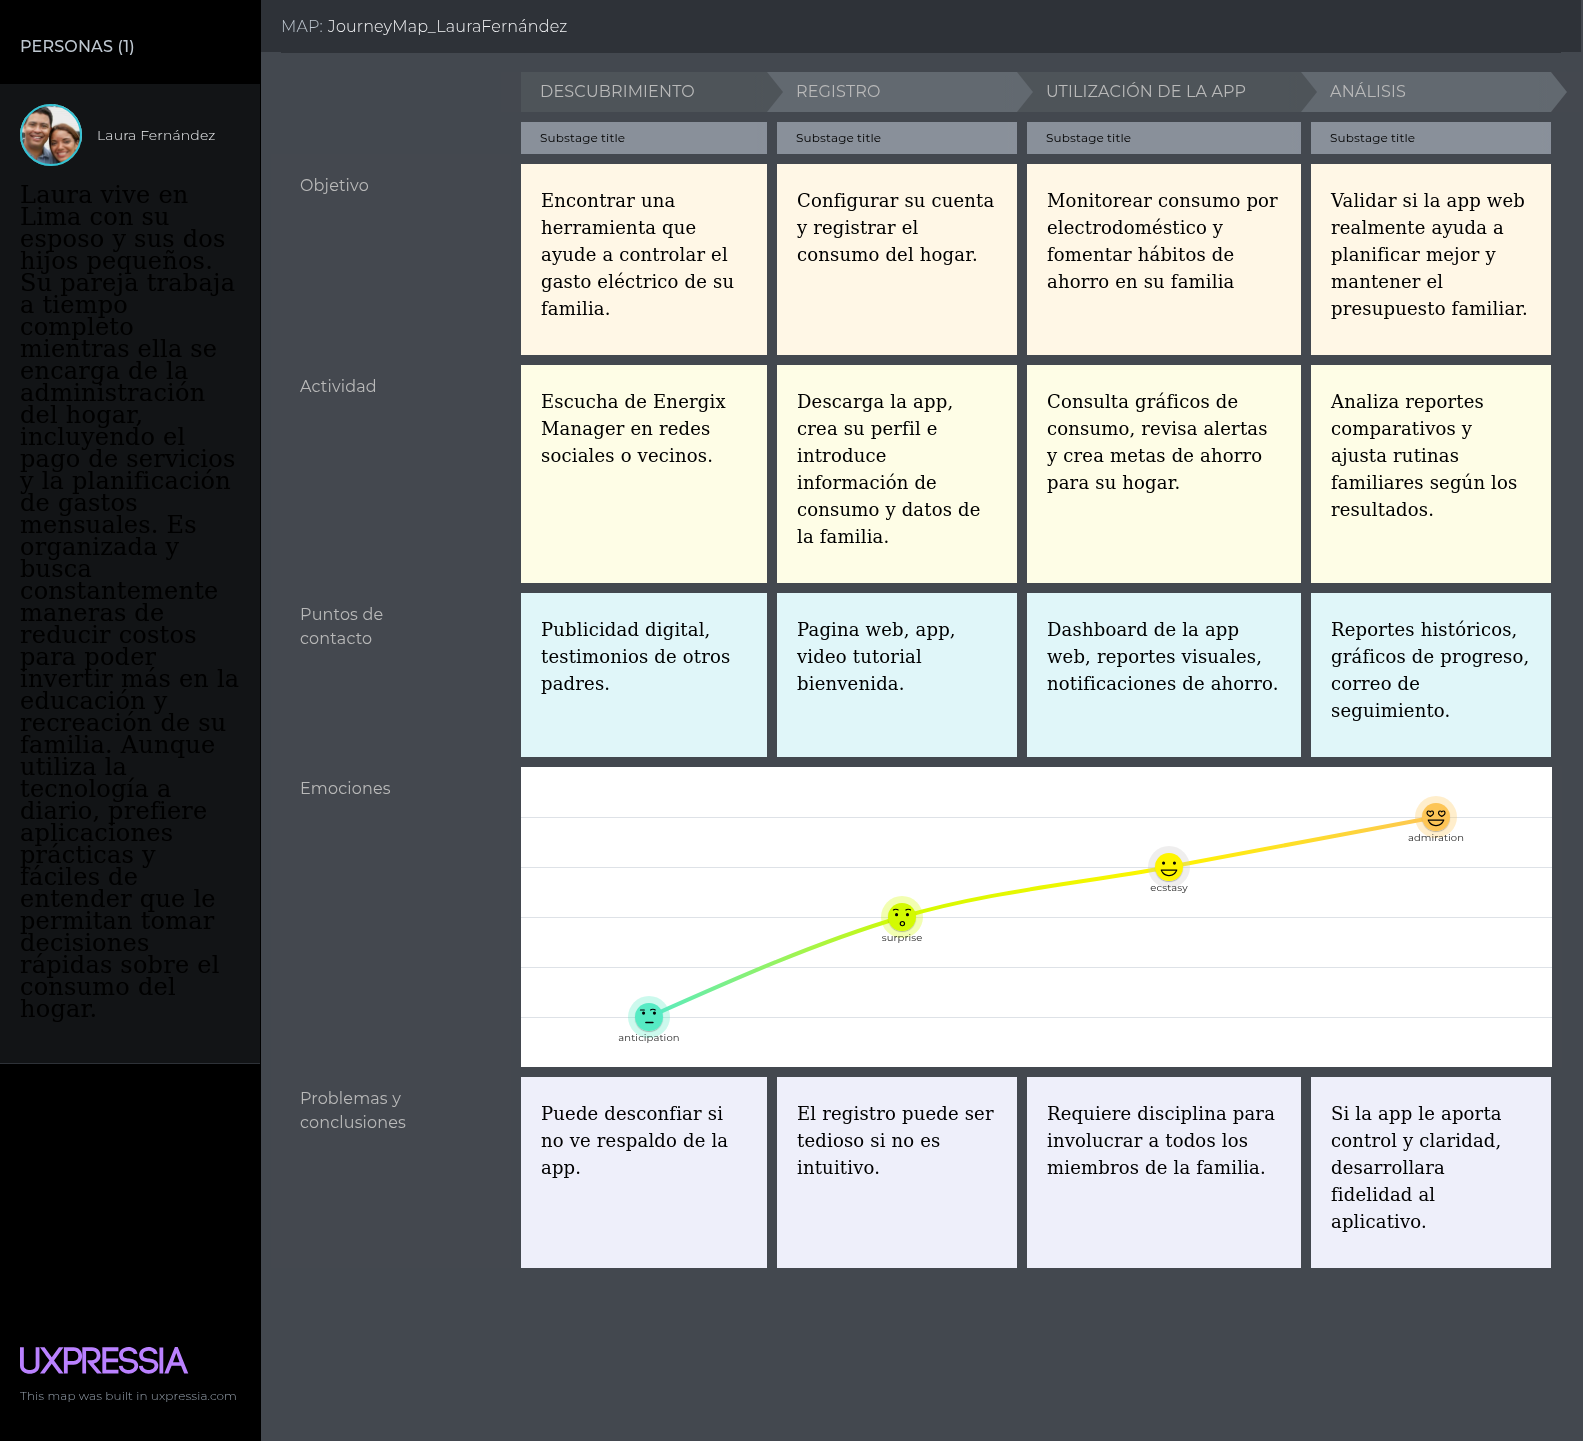 PERSONAS (1)
Laura Fernández
Laura vive en
Lima con su
esposo y sus dos
hijos pequeños.
Su pareja trabaja
a tiempo
completo
mientras ella se
encarga de la
administración
del hogar,
incluyendo el
pago de servicios
y la planificación
de gastos
mensuales. Es
organizada y
busca
constantemente
maneras de
reducir costos
para poder
invertir más en la
educación y
recreación de su
familia. Aunque
utiliza la
tecnología a
diario, prefiere
aplicaciones
prácticas y
fáciles de
entender que le
permitan tomar
decisiones
rápidas sobre el
consumo del
hogar.
UXPRESSIA
This map was built in uxpressia.com
MAP: JourneyMap_LauraFernández
DESCUBRIMIENTO
REGISTRO
UTILIZACIÓN DE LA APP
ANÁLISIS
Substage title
Substage title
Substage title
Substage title
Objetivo
Encontrar una
herramienta que
ayude a controlar el
gasto eléctrico de su
familia.
Configurar su cuenta
y registrar el
consumo del hogar.
Monitorear consumo por
electrodoméstico y
fomentar hábitos de
ahorro en su familia
Validar si la app web
realmente ayuda a
planificar mejor y
mantener el
presupuesto familiar.
Actividad
Escucha de Energix
Manager en redes
sociales o vecinos.
Descarga la app,
crea su perfil e
introduce
información de
consumo y datos de
la familia.
Consulta gráficos de
consumo, revisa alertas
y crea metas de ahorro
para su hogar.
Analiza reportes
comparativos y
ajusta rutinas
familiares según los
resultados.
Puntos de
contacto
Publicidad digital,
testimonios de otros
padres.
Pagina web, app,
video tutorial
bienvenida.
Dashboard de la app
web, reportes visuales,
notificaciones de ahorro.
Reportes históricos,
gráficos de progreso,
correo de
seguimiento.
Emociones
anticipation
surprise
ecstasy
admiration
Problemas y
conclusiones
Puede desconfiar si
no ve respaldo de la
app.
El registro puede ser
tedioso si no es
intuitivo.
Requiere disciplina para
involucrar a todos los
miembros de la familia.
Si la app le aporta
control y claridad,
desarrollara
fidelidad al
aplicativo.